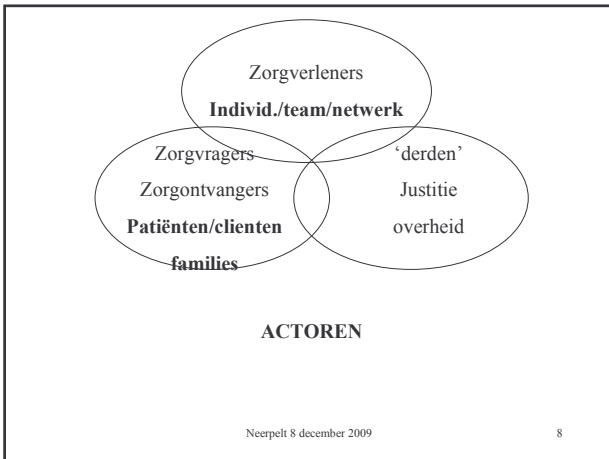 Zorgverleners
Individ./team/netwerk
Zorgvragers
Zorgontvangers
Patiënten/clienten
families
‘derden’
Justitie
overheid
ACTOREN
Neerpelt 8 december 2009
8